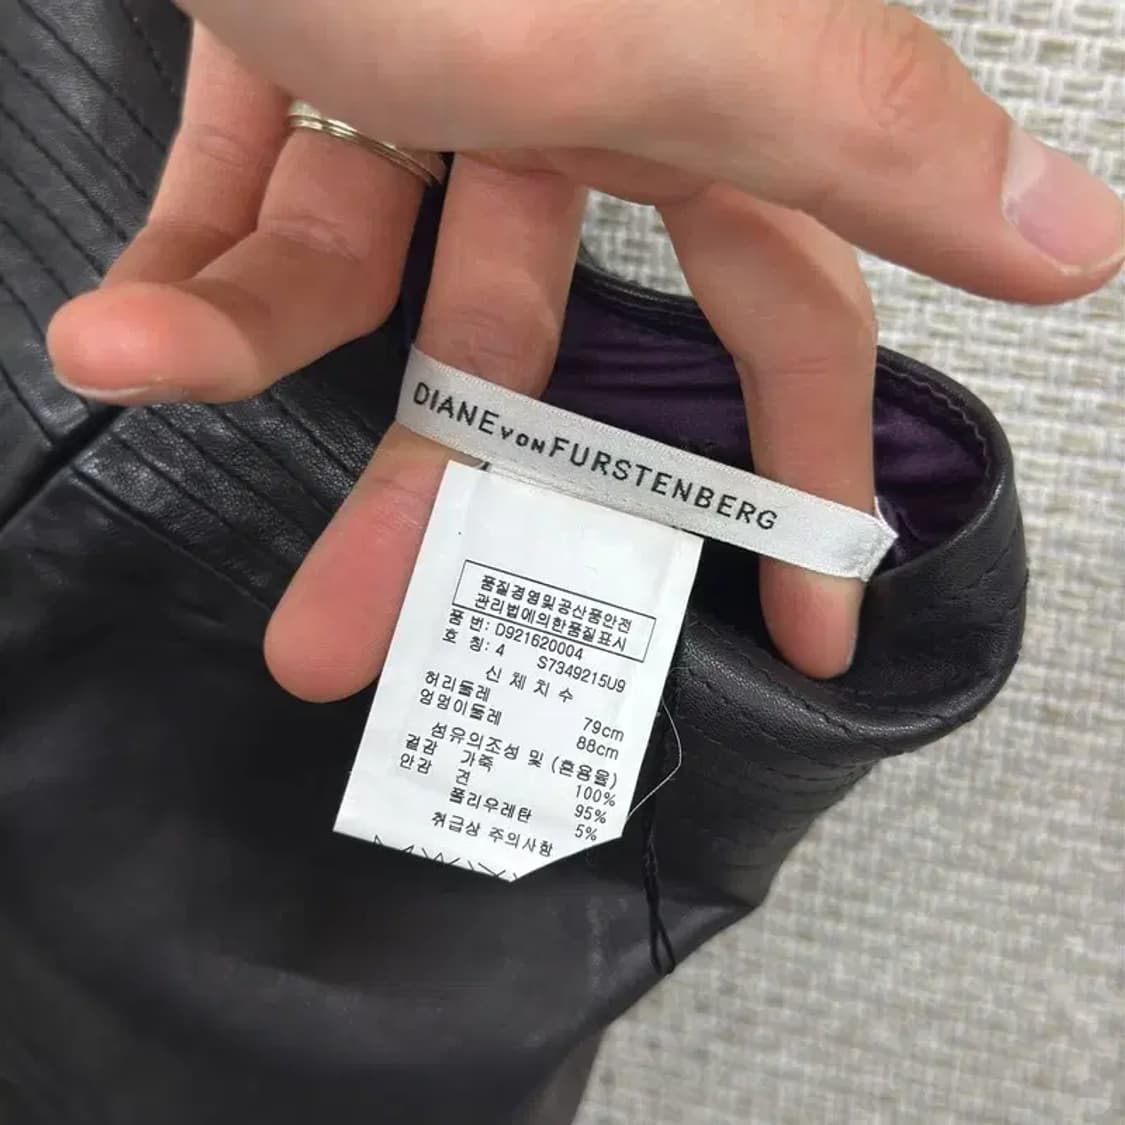 DIANE VON FURSTENBERG
품질경영및공산품안전
관리법에의한품질표시
품 번: D921620004
호 칭: 4 S7349215U9
신 체 치 수
허리둘레 79cm
엉덩이둘레 88cm
섬유의조성 및 (혼용율)
겉감 가죽 100%
안감 견 95%
폴리우레탄 5%
취급상 주의사항